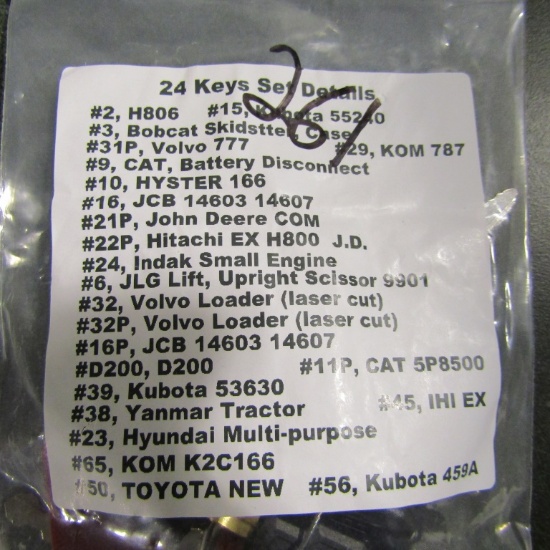 24 Keys Set Details
261
#2, H806 #15, Kubota 55240
#3, Bobcat Skidstter, Case
#31P, Volvo 777 #29, KOM 787
#9, CAT, Battery Disconnect
#10, HYSTER 166
#16, JCB 14603 14607
#21P, John Deere COM
#22P, Hitachi EX H800 J.D.
#24, Indak Small Engine
#6, JLG Lift, Upright Scissor 9901
#32, Volvo Loader (laser cut)
#32P, Volvo Loader (laser cut)
#16P, JCB 14603 14607
#D200, D200 #11P, CAT 5P8500
#39, Kubota 53630
#38, Yanmar Tractor #45, IHI EX
#23, Hyundai Multi-purpose
#65, KOM K2C166
#50, TOYOTA NEW #56, Kubota 459A